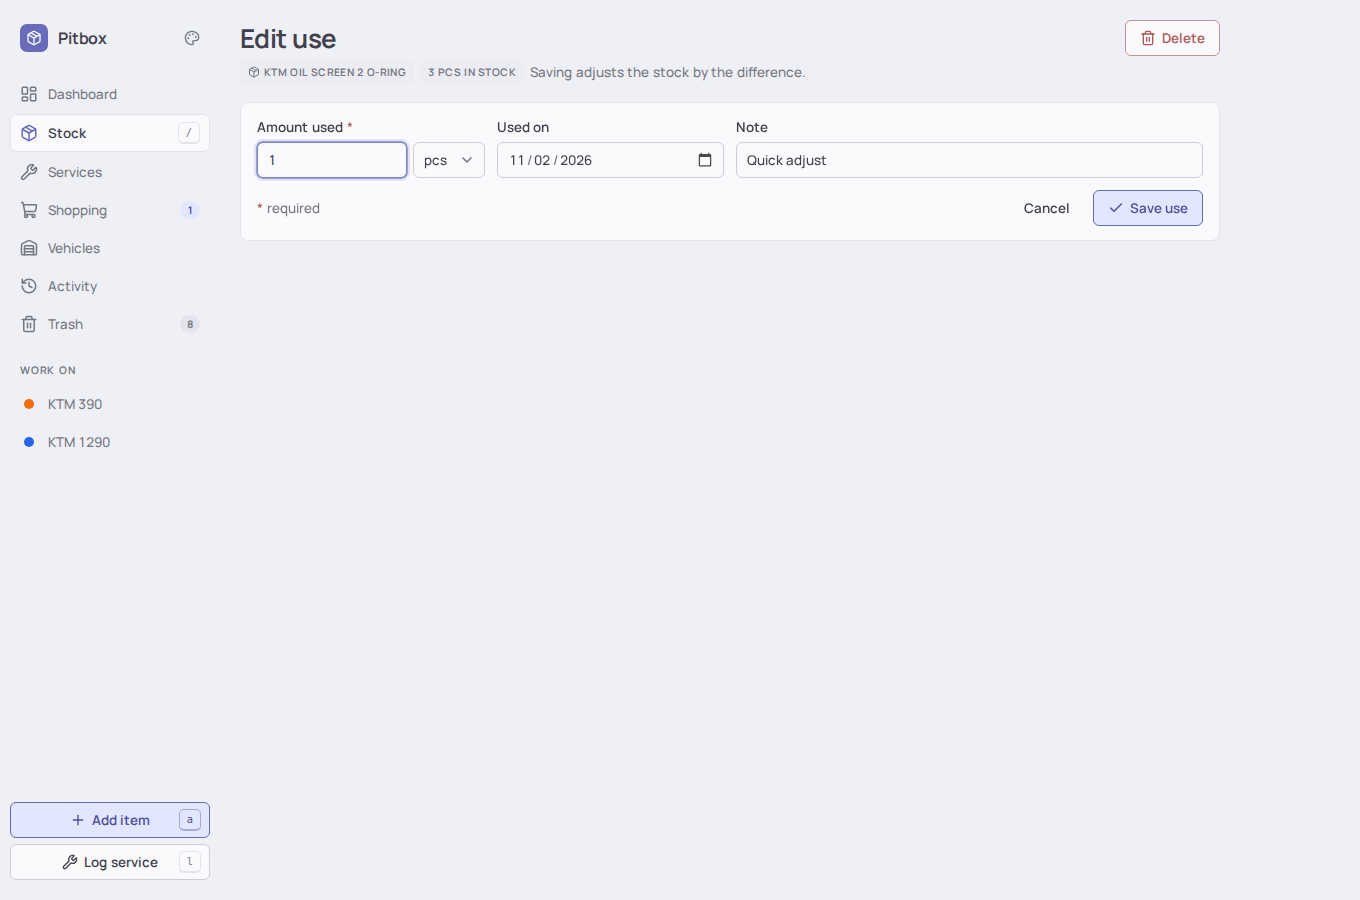 Pitbox
Dashboard
Stock /
Services
Shopping 1
Vehicles
Activity
Trash 8
WORK ON
KTM 390
KTM 1290
Add item a
Log service l
Edit use
Delete
KTM OIL SCREEN 2 O-RING 3 PCS IN STOCK Saving adjusts the stock by the difference.
Amount used * Used on Note
1 pcs 11/02/2026 Quick adjust
* required Cancel Save use